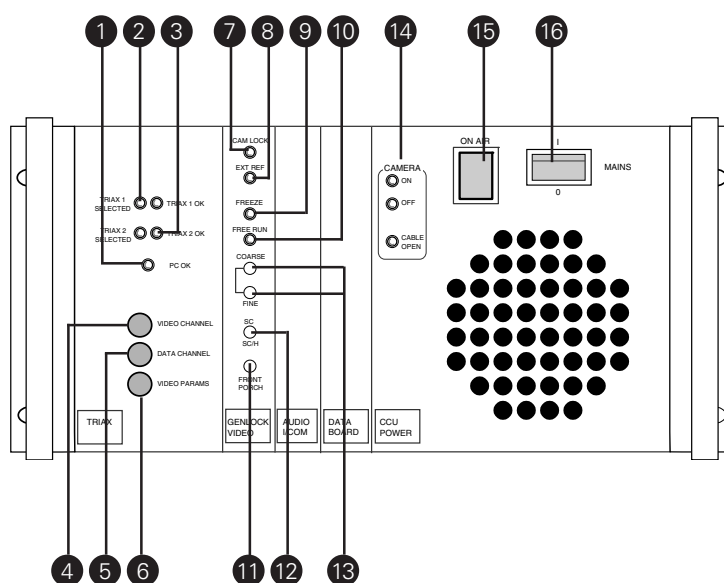 1
2
3
7
8
9
10
14
15
16
CAM LOCK
ON AIR
I
EXT REF
MAINS
CAMERA
ON
0
TRIAX 1
SELECTED
TRIAX 1 OK
FREEZE
OFF
TRIAX 2
SELECTED
TRIAX 2 OK
FREE RUN
CABLE
OPEN
COARSE
PC OK
FINE
VIDEO CHANNEL
SC
SC/H
DATA CHANNEL
VIDEO PARAMS
FRONT
PORCH
TRIAX
GENLOCK
VIDEO
AUDIO
I/COM
DATA
BOARD
CCU
POWER
4
5
6
11
12
13